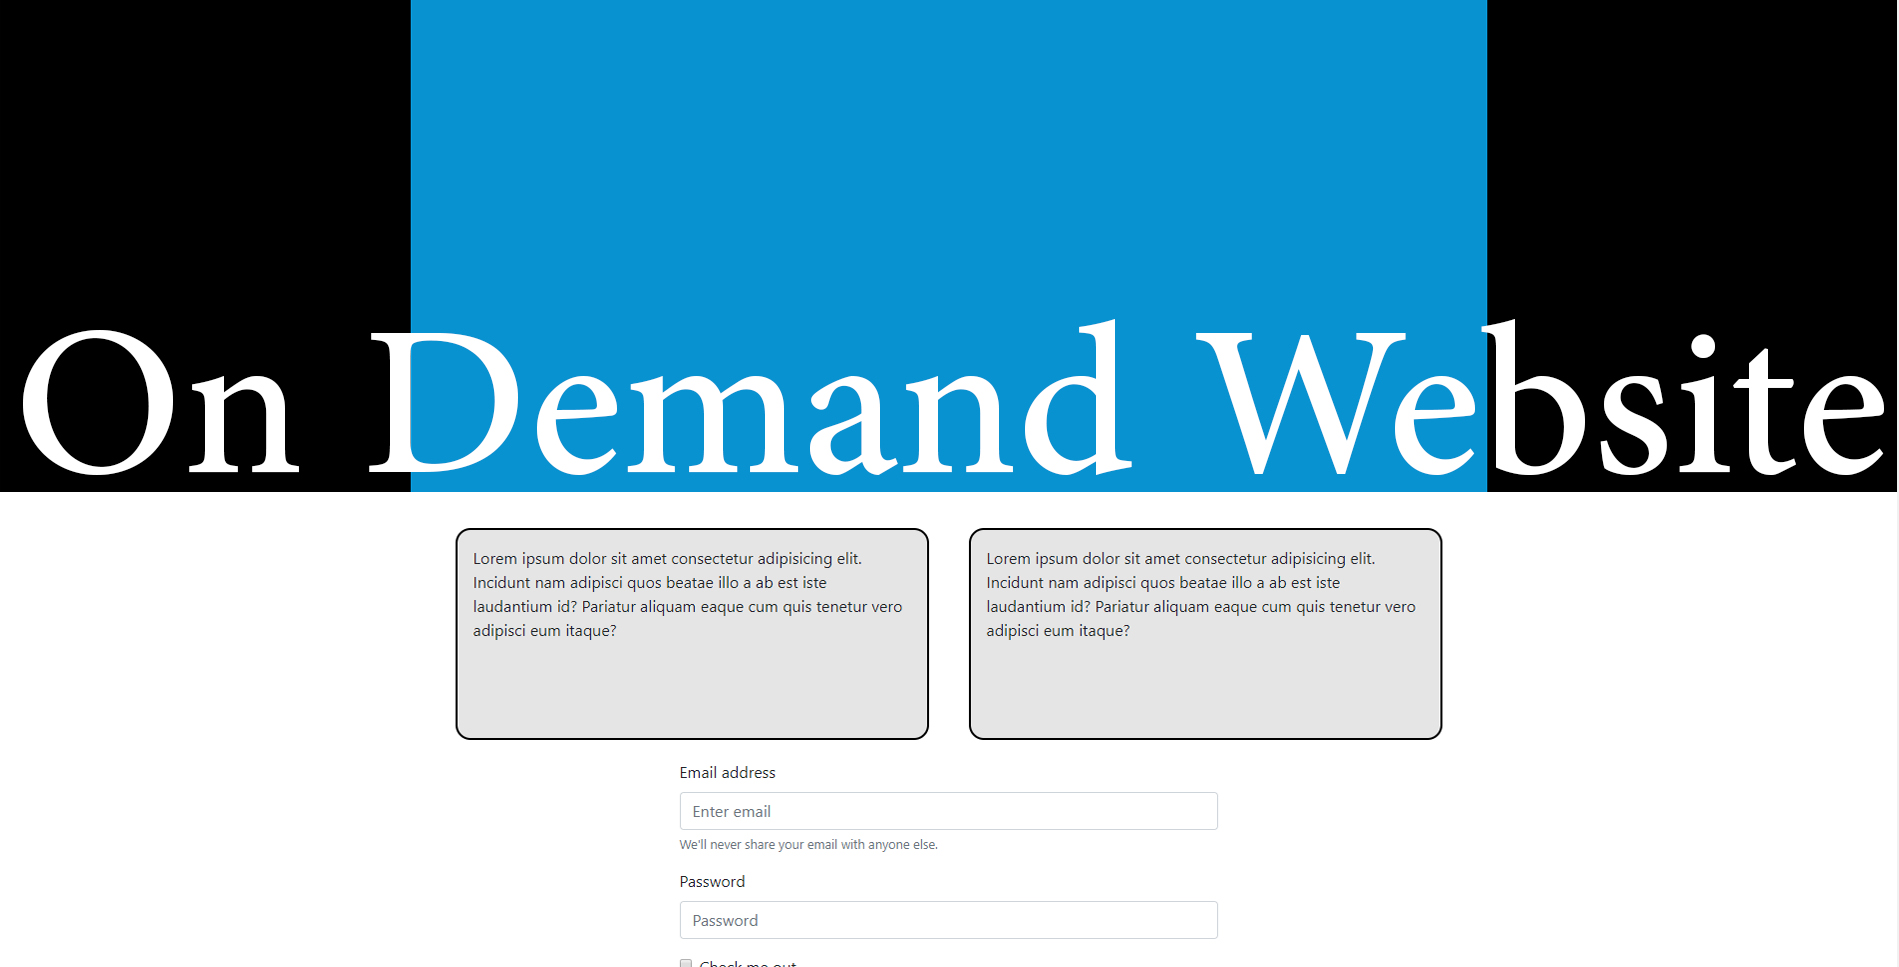 On Demand Website
Lorem ipsum dolor sit amet consectetur adipisicing elit.
Incidunt nam adipisci quos beatae illo a ab est iste
laudantium id? Pariatur aliquam eaque cum quis tenetur vero
adipisci eum itaque?
Lorem ipsum dolor sit amet consectetur adipisicing elit.
Incidunt nam adipisci quos beatae illo a ab est iste
laudantium id? Pariatur aliquam eaque cum quis tenetur vero
adipisci eum itaque?
Email address
Enter email
We'll never share your email with anyone else.
Password
Password
Check me out